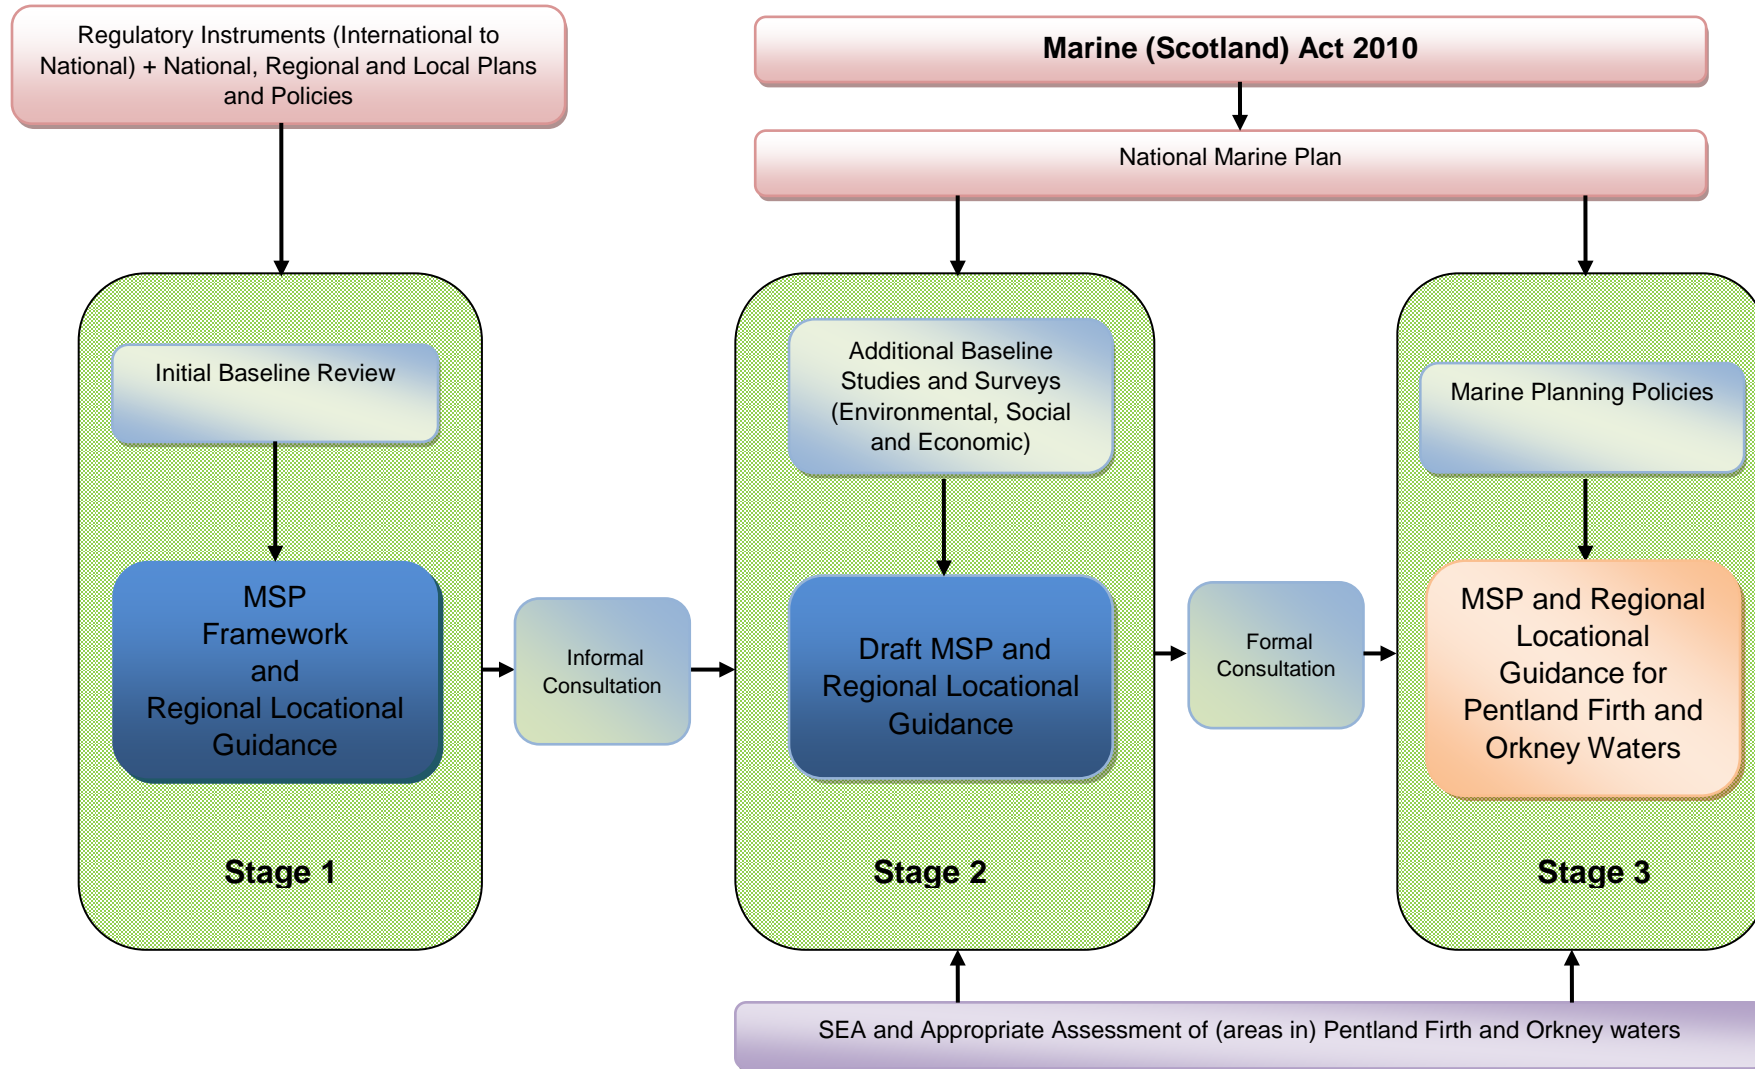 Regulatory Instruments (International to
National) + National, Regional and Local Plans
and Policies
Marine (Scotland) Act 2010
National Marine Plan
Initial Baseline Review
MSP
Framework
and
Regional Locational
Guidance
Stage 1
Informal
Consultation
Additional Baseline
Studies and Surveys
(Environmental, Social
and Economic)
Draft MSP and
Regional Locational
Guidance
Stage 2
Formal
Consultation
Marine Planning Policies
MSP and Regional
Locational
Guidance for
Pentland Firth and
Orkney Waters
Stage 3
SEA and Appropriate Assessment of (areas in) Pentland Firth and Orkney waters